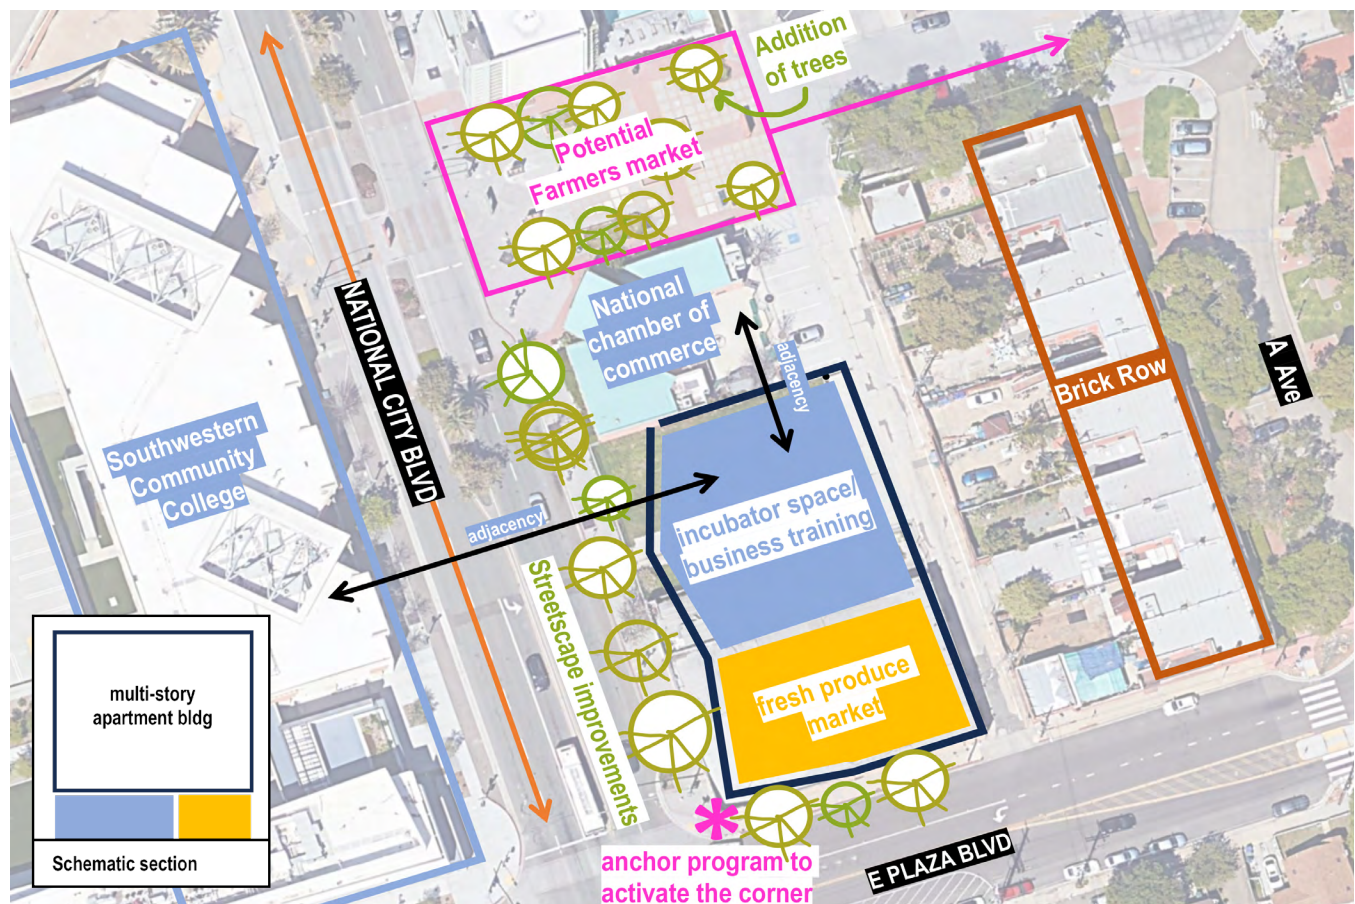 Addition
of trees
Potential
Farmers market
National
chamber of
commerce
adjacency
NATIONAL CITY BLVD
Brick Row
A Ave
Southwestern
Community
College
adjacency
incubator space/
business training
Streetscape improvements
fresh produce
market
multi-story
apartment bldg
Schematic section
anchor program to
activate the corner
E PLAZA BLVD